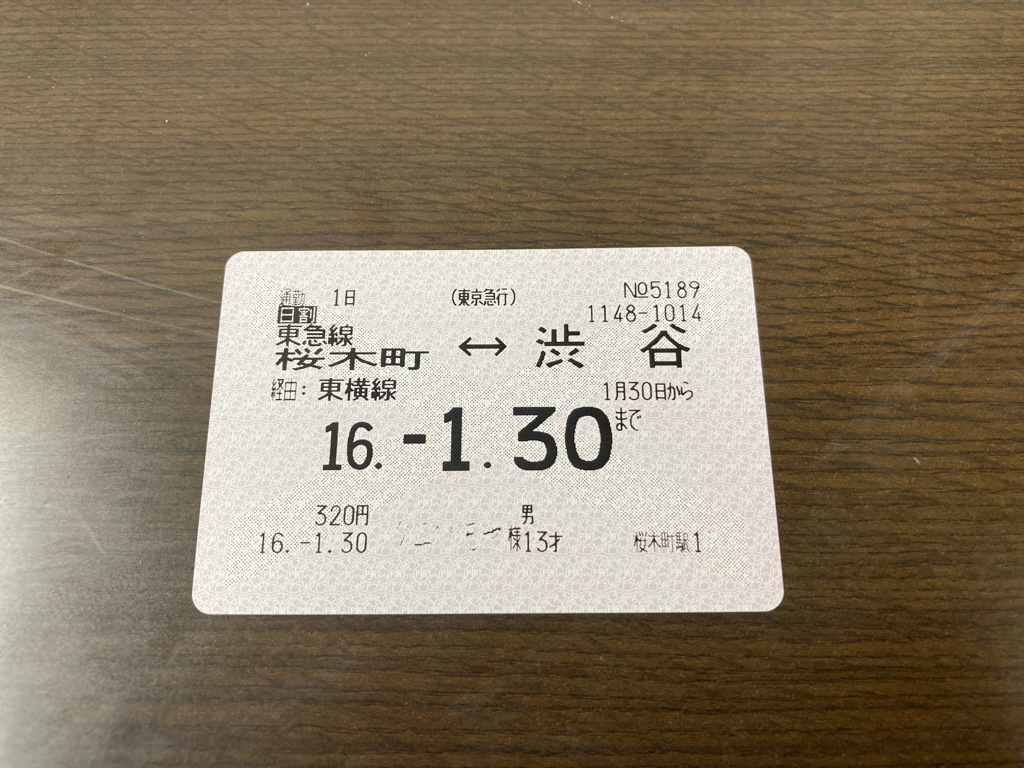 通勤 1日 (東京急行) №5189
日割 1148-1014
東急線
桜木町 ↔ 渋谷
経由:東横線 1月30日から
16.-1.30まで
320円 男
16.-1.30 様13才 桜木町駅1